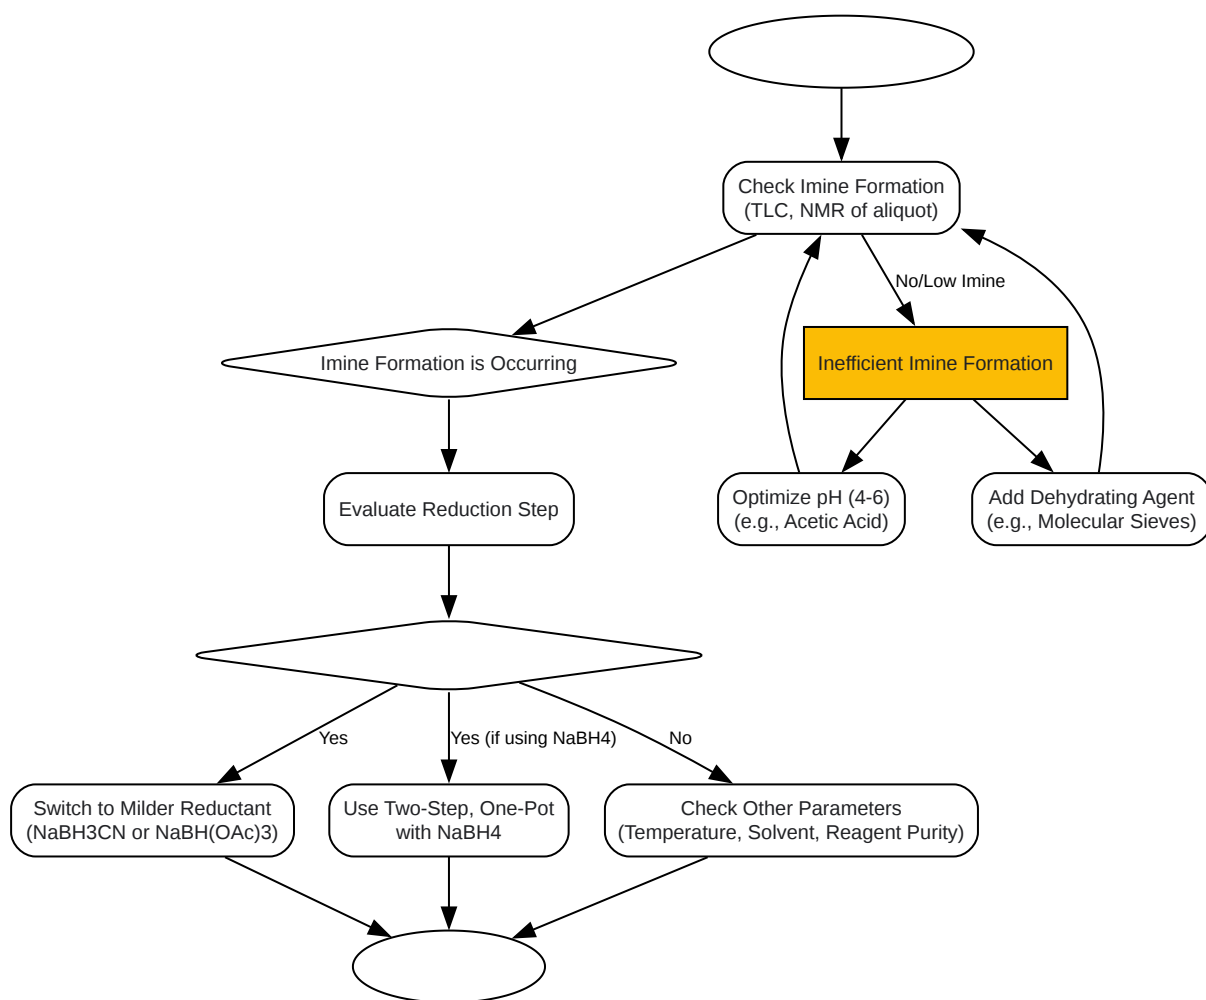 Check Imine Formation
(TLC, NMR of aliquot)
No/Low Imine
Imine Formation is Occurring
Inefficient Imine Formation
Evaluate Reduction Step
Optimize pH (4-6)
(e.g., Acetic Acid)
Add Dehydrating Agent
(e.g., Molecular Sieves)
Yes
Yes (if using NaBH4)
No
Switch to Milder Reductant
(NaBH3CN or NaBH(OAc)3)
Use Two-Step, One-Pot
with NaBH4
Check Other Parameters
(Temperature, Solvent, Reagent Purity)